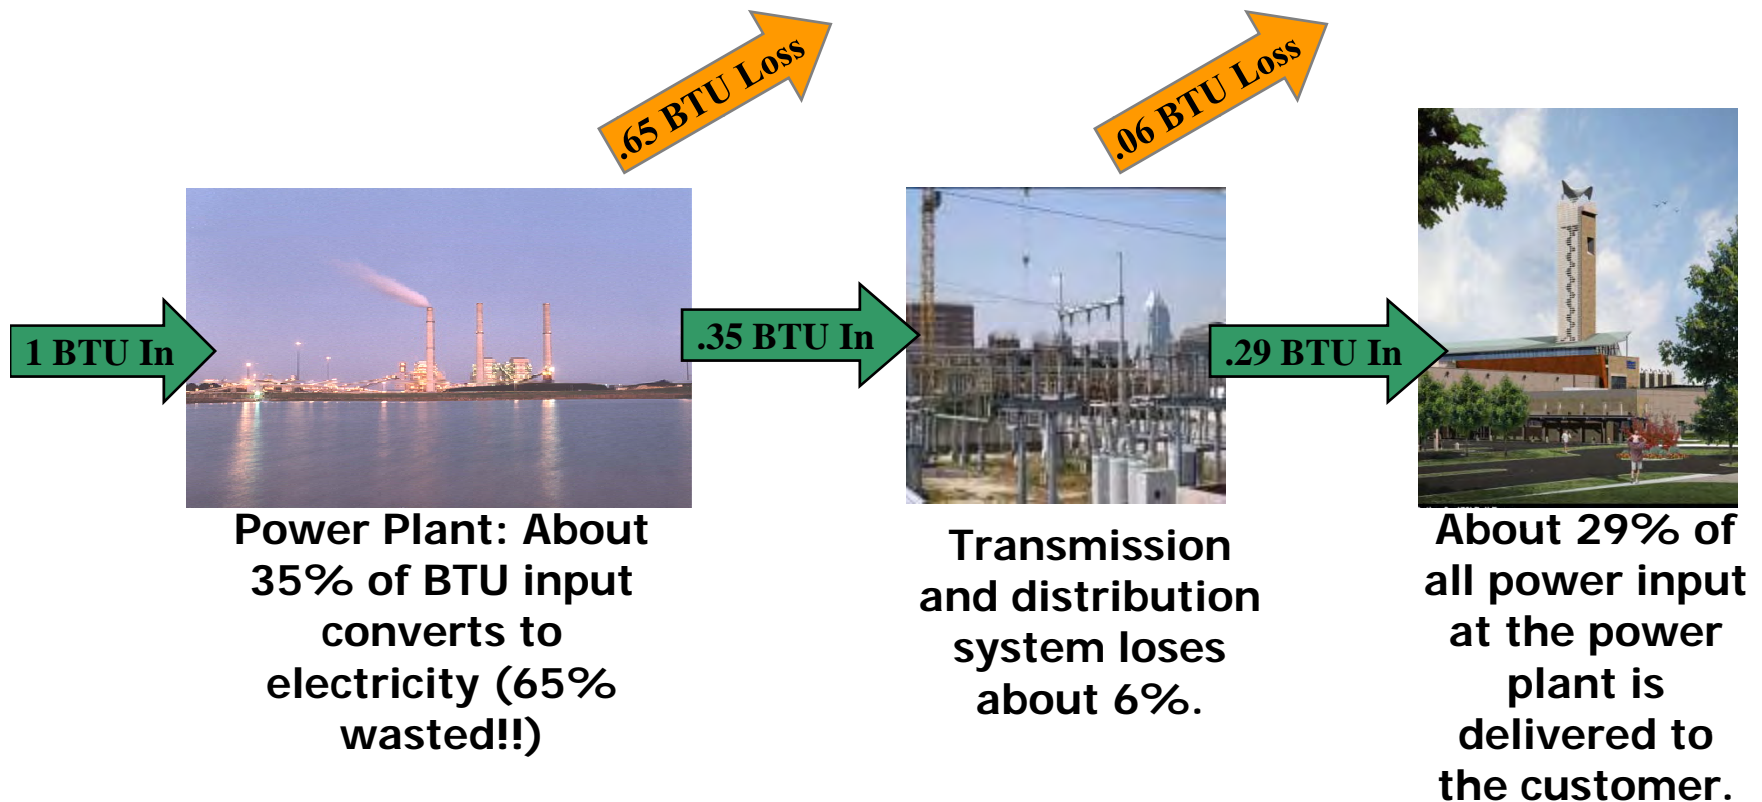 .65 BTU Loss
.06 BTU Loss
1 BTU In
.35 BTU In
.29 BTU In
Power Plant: About
35% of BTU input
converts to
electricity (65%
wasted!!)
Transmission
and distribution
system loses
about 6%.
About 29% of
all power input
at the power
plant is
delivered to
the customer.